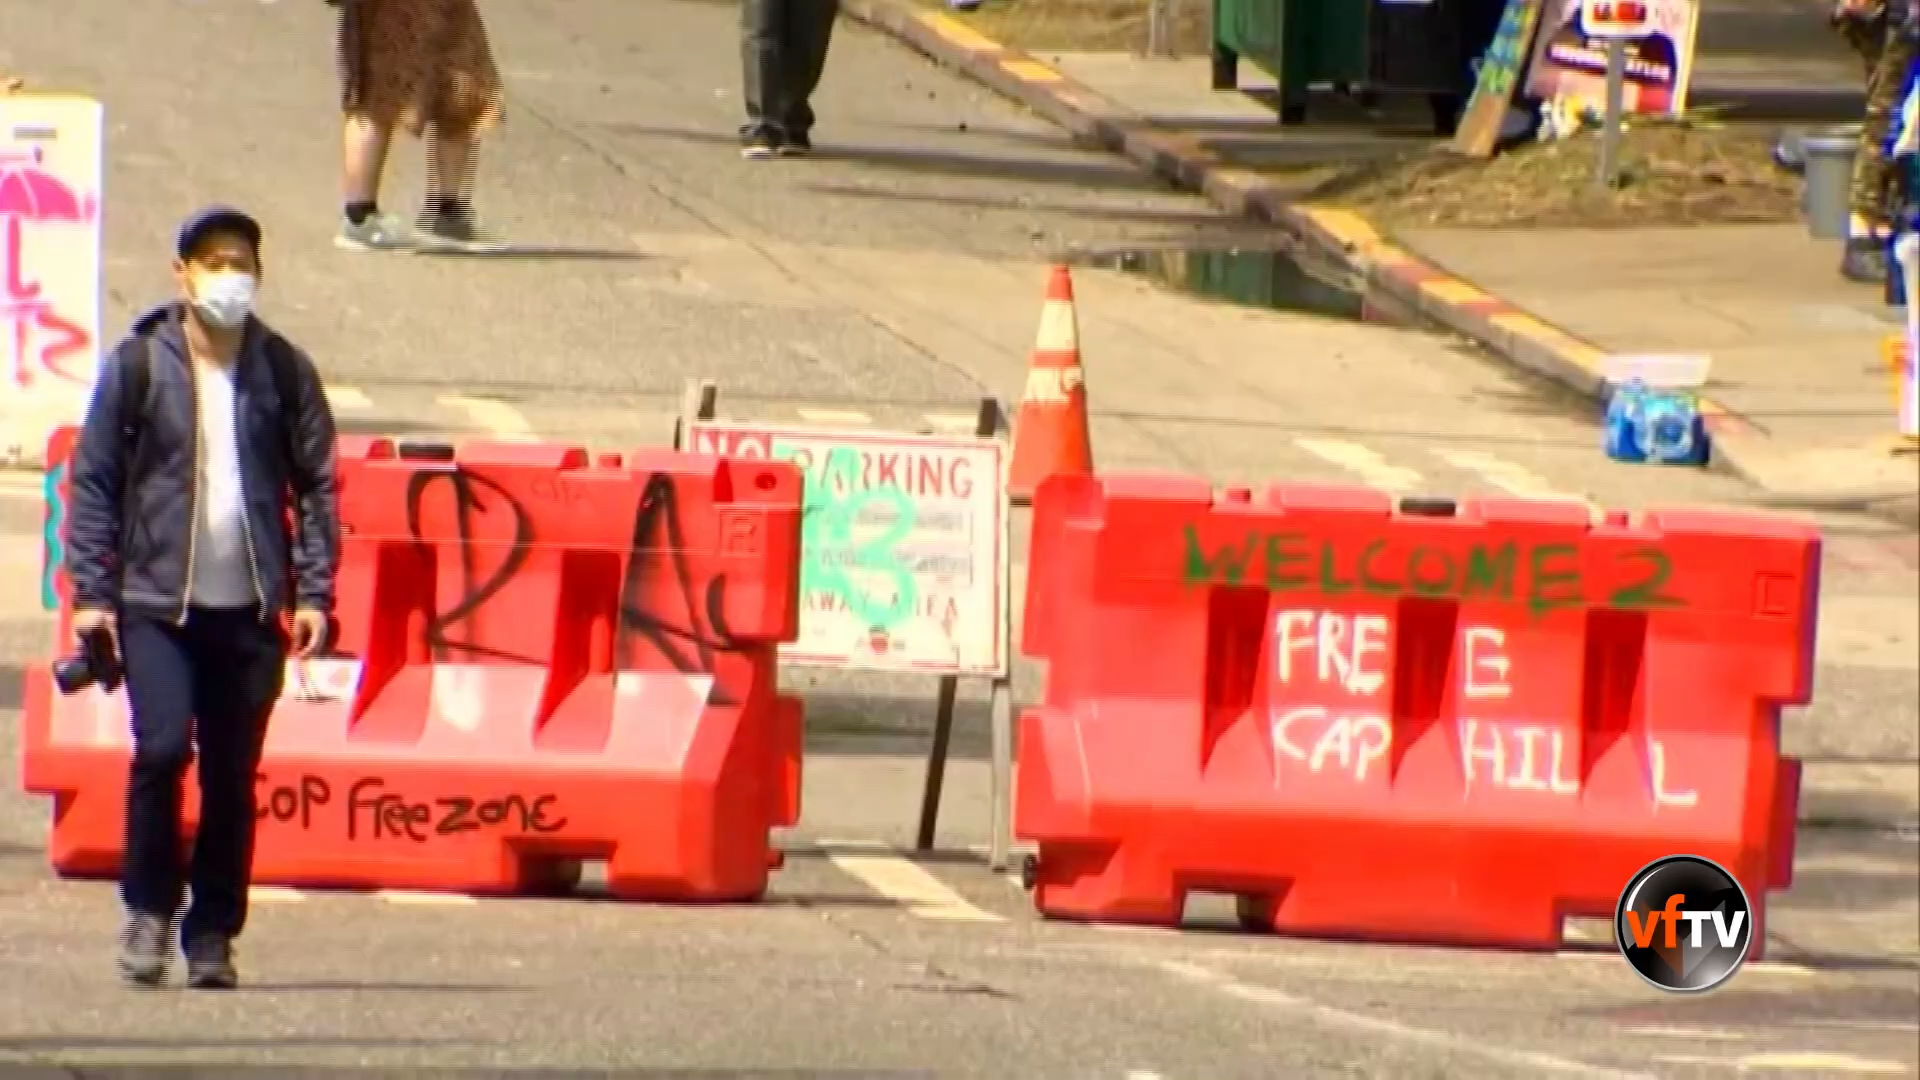 NO PARKING
AWAY AREA
R A
COP FREE ZONE
WELCOME 2
FREE
CAP HILL
vfTV